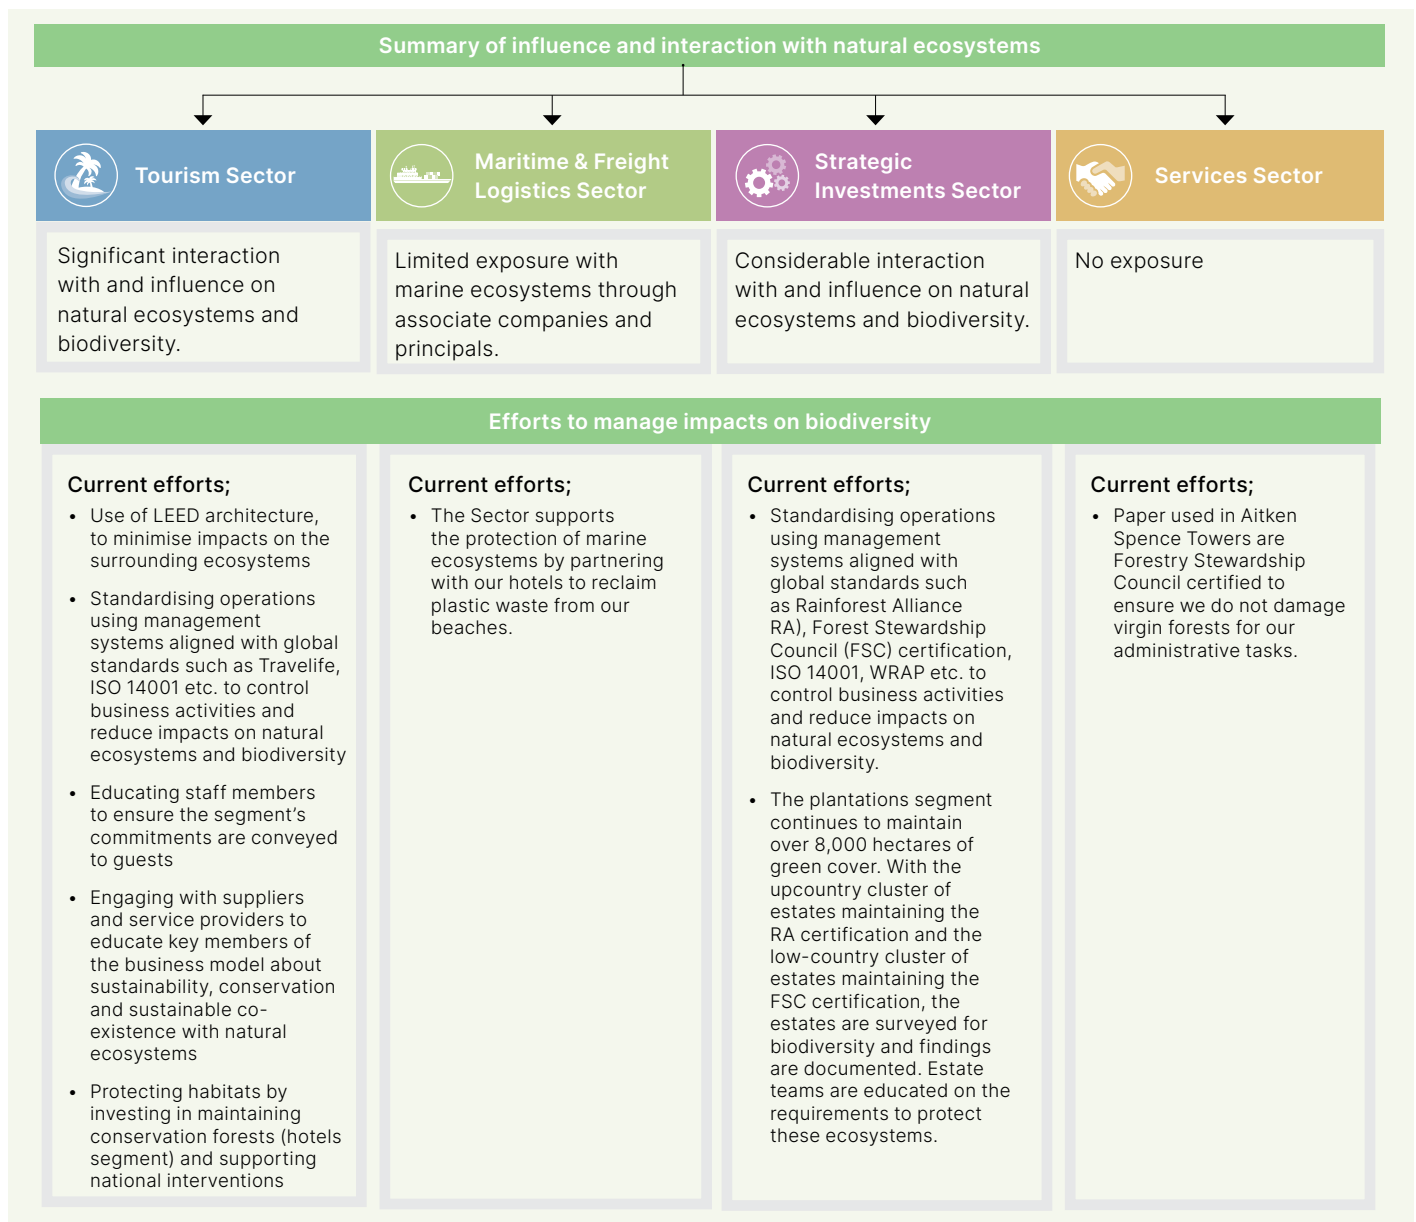 Summary of influence and interaction with natural ecosystems
Tourism Sector
Maritime & Freight
Logistics Sector
Strategic
Investments Sector
Services Sector
Significant interaction
with and influence on
natural ecosystems and
biodiversity.
Limited exposure with
marine ecosystems through
associate companies and
principals.
Considerable interaction
with and influence on natural
ecosystems and biodiversity.
No exposure
Efforts to manage impacts on biodiversity
Current efforts;
• Use of LEED architecture,
to minimise impacts on the
surrounding ecosystems
• Standardising operations
using management
systems aligned with global
standards such as Travelife,
ISO 14001 etc. to control
business activities and
reduce impacts on natural
ecosystems and biodiversity
• Educating staff members
to ensure the segment's
commitments are conveyed
to guests
• Engaging with suppliers
and service providers to
educate key members of
the business model about
sustainability, conservation
and sustainable co-
existence with natural
ecosystems
• Protecting habitats by
investing in maintaining
conservation forests (hotels
segment) and supporting
national interventions
Current efforts;
• The Sector supports
the protection of marine
ecosystems by partnering
with our hotels to reclaim
plastic waste from our
beaches.
Current efforts;
• Standardising operations
using management
systems aligned with
global standards such
as Rainforest Alliance
RA), Forest Stewardship
Council (FSC) certification,
ISO 14001, WRAP etc. to
control business activities
and reduce impacts on
natural ecosystems and
biodiversity.
• The plantations segment
continues to maintain
over 8,000 hectares of
green cover. With the
upcountry cluster of
estates maintaining the
RA certification and the
low-country cluster of
estates maintaining the
FSC certification, the
estates are surveyed for
biodiversity and findings
are documented. Estate
teams are educated on the
requirements to protect
these ecosystems.
Current efforts;
• Paper used in Aitken
Spence Towers are
Forestry Stewardship
Council certified to
ensure we do not damage
virgin forests for our
administrative tasks.